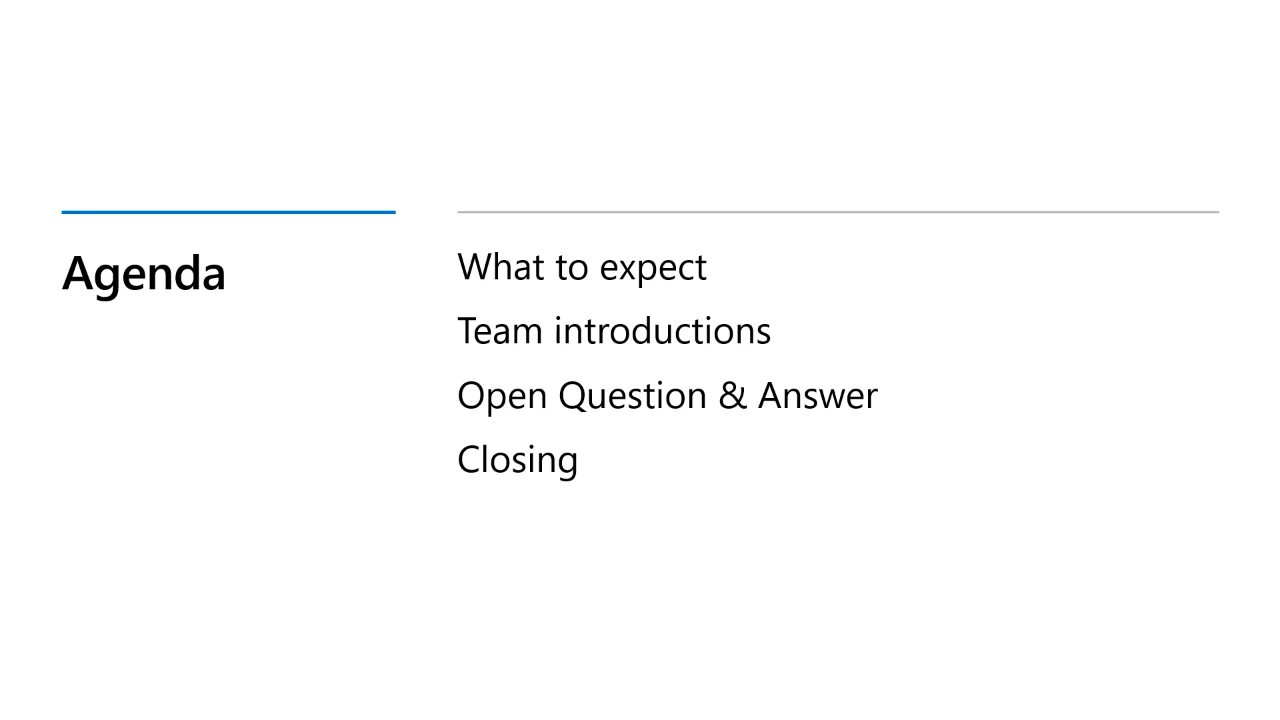 Agenda
What to expect
Team introductions
Open Question & Answer
Closing